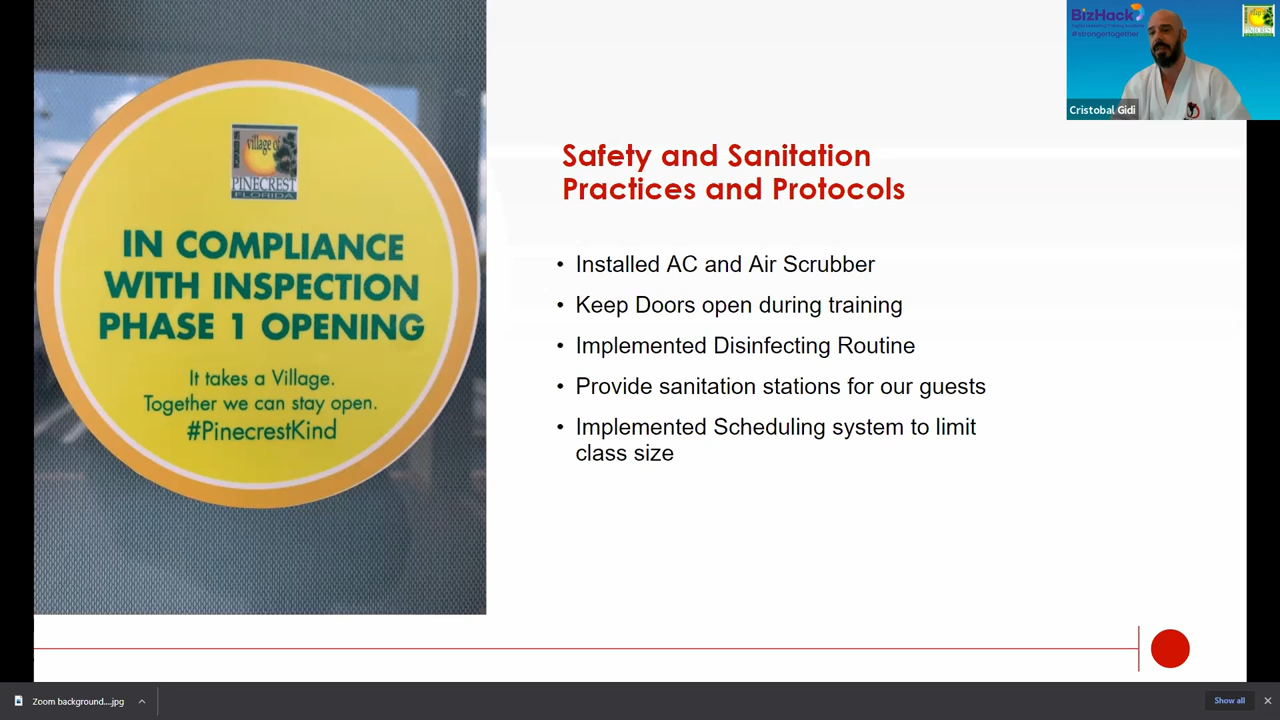 village of
PINECREST
FLORIDA
IN COMPLIANCE
WITH INSPECTION
PHASE 1 OPENING
It takes a Village.
Together we can stay open.
#PinecrestKind
Safety and Sanitation
Practices and Protocols
• Installed AC and Air Scrubber
• Keep Doors open during training
• Implemented Disinfecting Routine
• Provide sanitation stations for our guests
• Implemented Scheduling system to limit
class size
BizHack
#strongertogether
village of
PINECREST
Cristobal Gidi
Zoom background....jpg
Show all